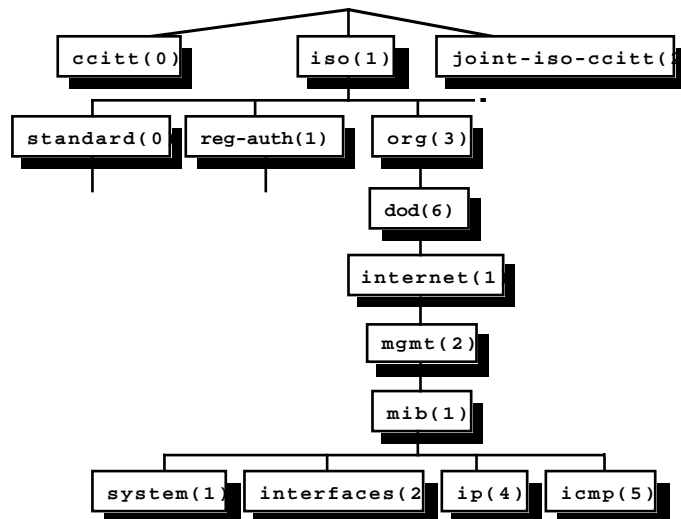 ccitt(0)
iso(1)
joint-iso-ccitt(2
standard(0
reg-auth(1)
org(3)
dod(6)
internet(1
mgmt(2)
mib(1)
system(1)
interfaces(2
ip(4)
icmp(5)